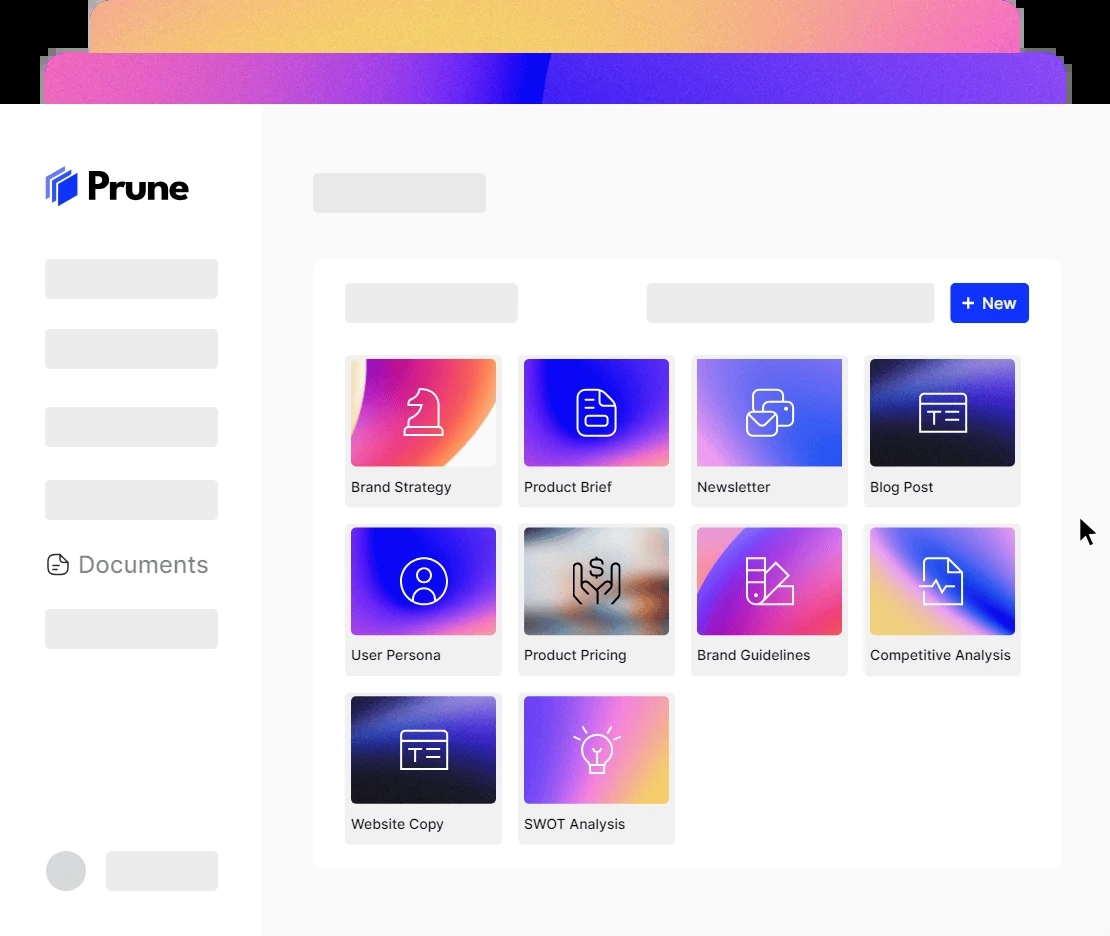 Prune
+ New
Brand Strategy
Product Brief
Newsletter
Blog Post
Documents
User Persona
Product Pricing
Brand Guidelines
Competitive Analysis
Website Copy
SWOT Analysis